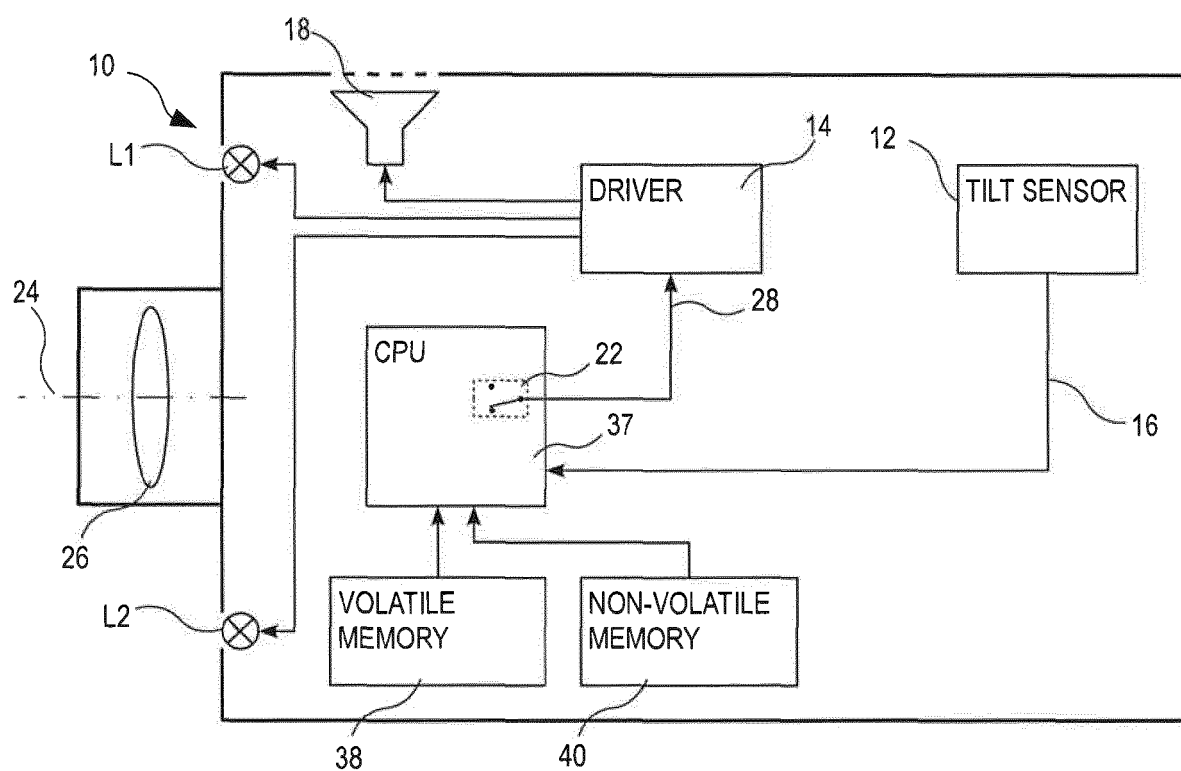 18
10
L1
DRIVER
14
12
TILT SENSOR
24
28
CPU
22
37
16
26
L2
VOLATILE
MEMORY
NON-VOLATILE
MEMORY
38
40